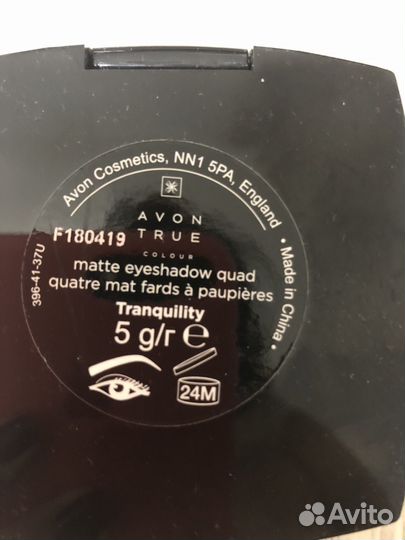 Avon Cosmetics, NN1 5PA, England
• Made in China •
AVON
F180419
TRUE
COLOUR
396-41-37U
matte eyeshadow quad
quatre mat fards à paupières
Tranquility
5 g/r ℮
24M
Avito